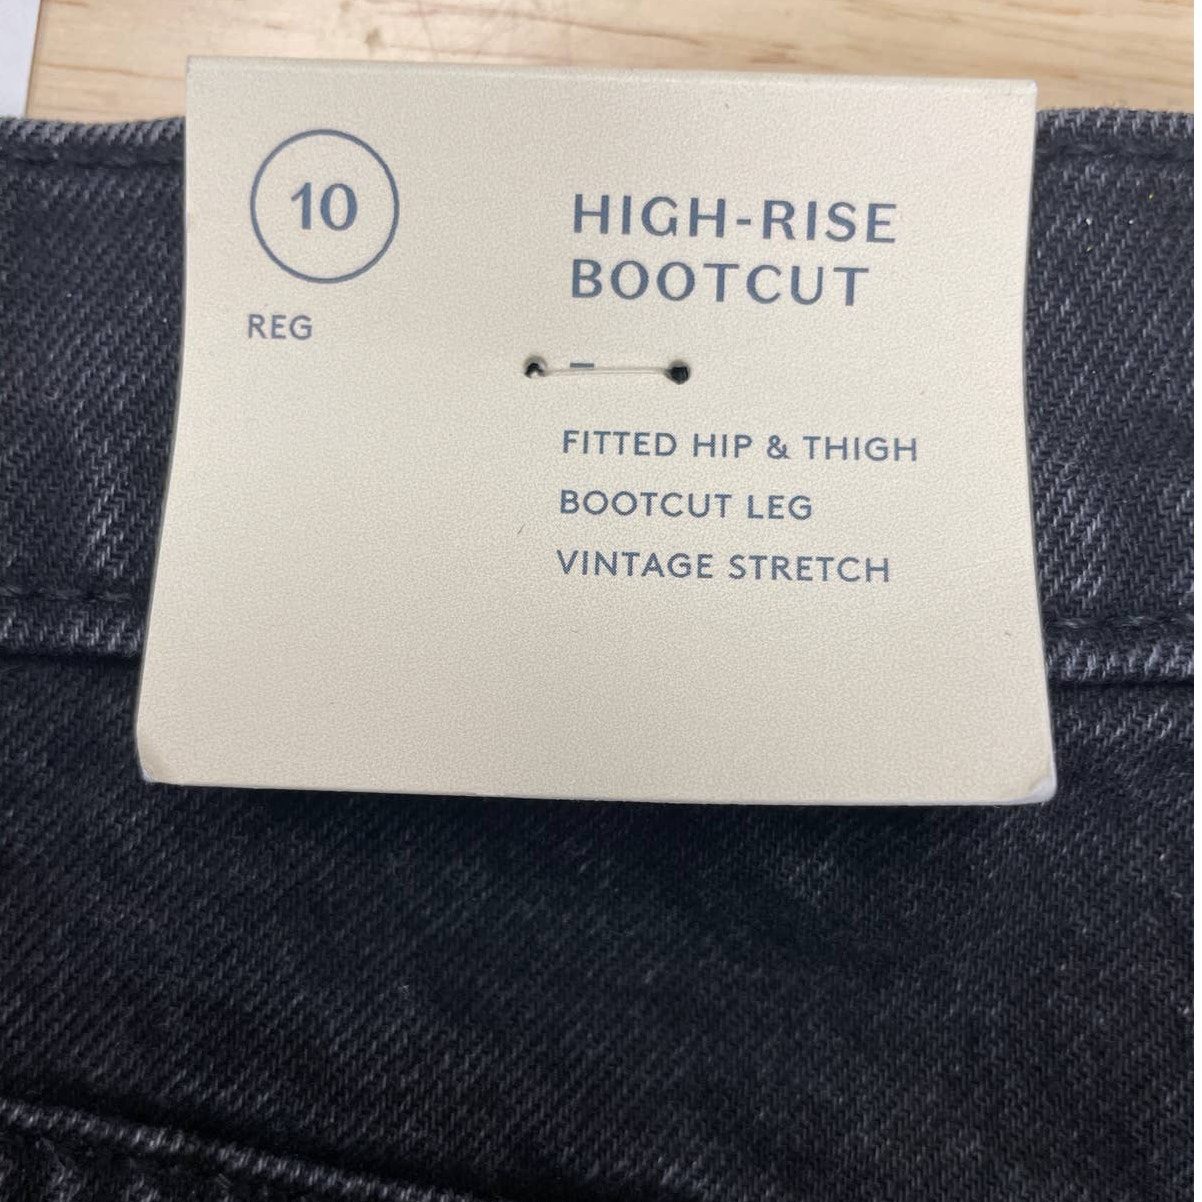 10
REG
HIGH-RISE
BOOTCUT
FITTED HIP & THIGH
BOOTCUT LEG
VINTAGE STRETCH